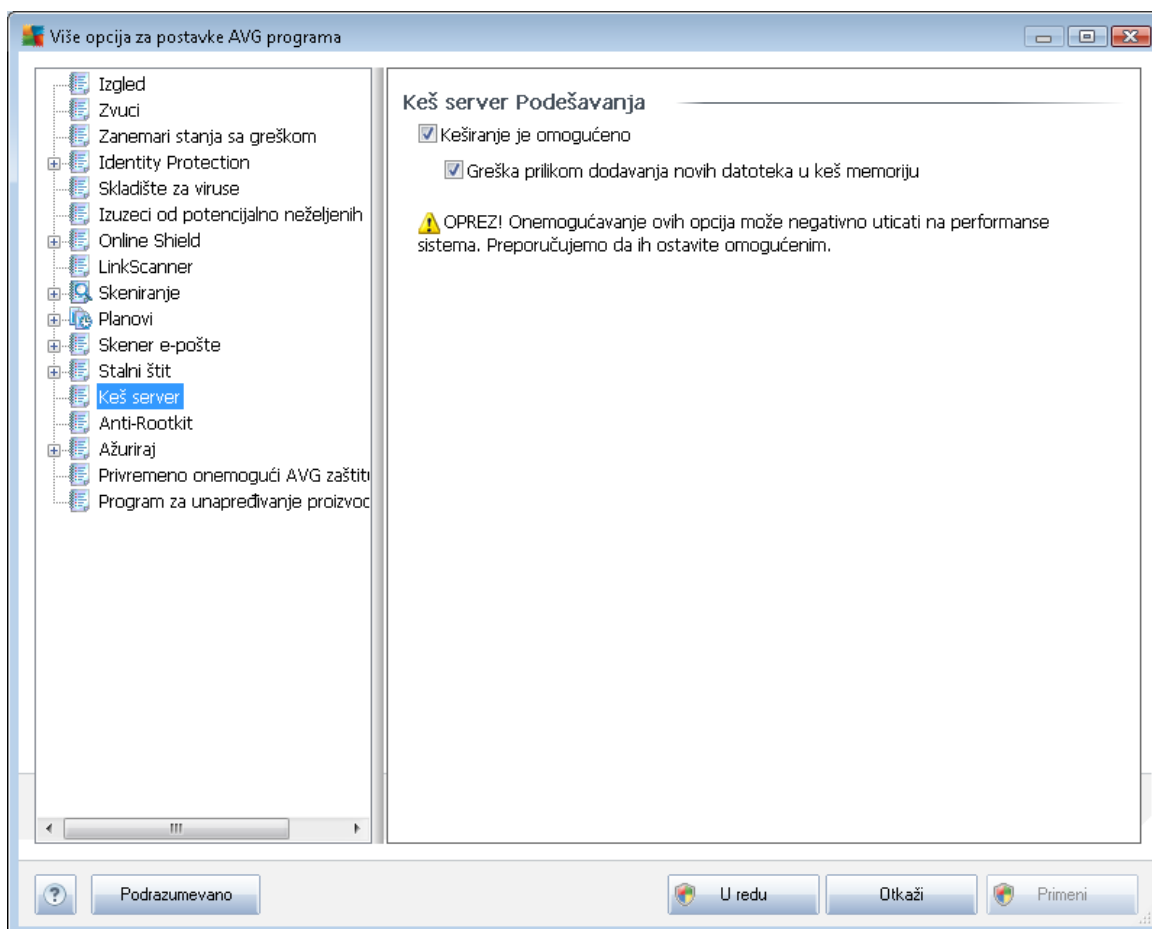 Više opcija za postavke AVG programa
Izgled
Zvuci
Zanemari stanja sa greškom
Identity Protection
Skladište za viruse
Izuzeci od potencijalno neželjenih
Online Shield
LinkScanner
Skeniranje
Planovi
Skener e-pošte
Stalni štit
Keš server
Anti-Rootkit
Ažuriraj
Privremeno onemogući AVG zaštitu
Program za unapređivanje proizvod
Keš server Podešavanja
Keširanje je omogućeno
Greška prilikom dodavanja novih datoteka u keš memoriju
OPREZ! Onemogućavanje ovih opcija može negativno uticati na performanse
sistema. Preporučujemo da ih ostavite omogućenim.
?
Podrazumevano
U redu
Otkaži
Primeni